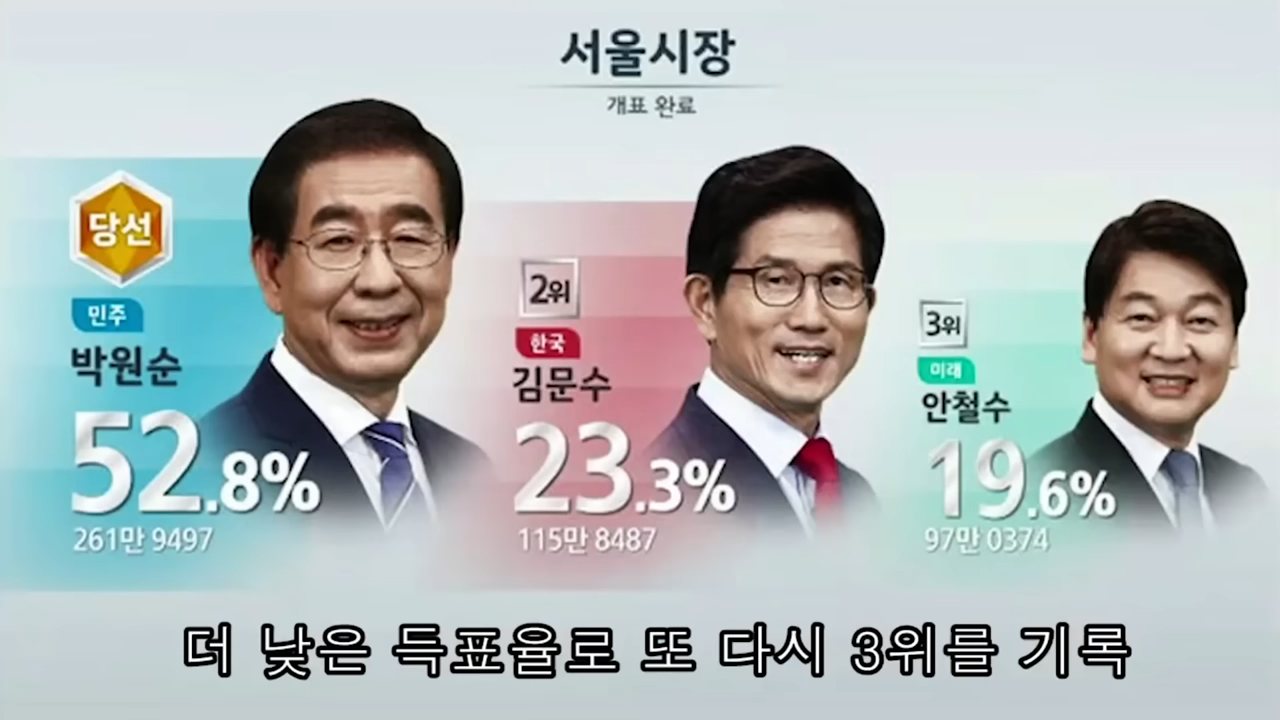 서울시장
개표 완료
당선
민주
박원순
52.8%
261만 9497
2위
한국
김문수
23.3%
115만 8487
3위
미래
안철수
19.6%
97만 0374
더 낮은 득표율로 또 다시 3위를 기록